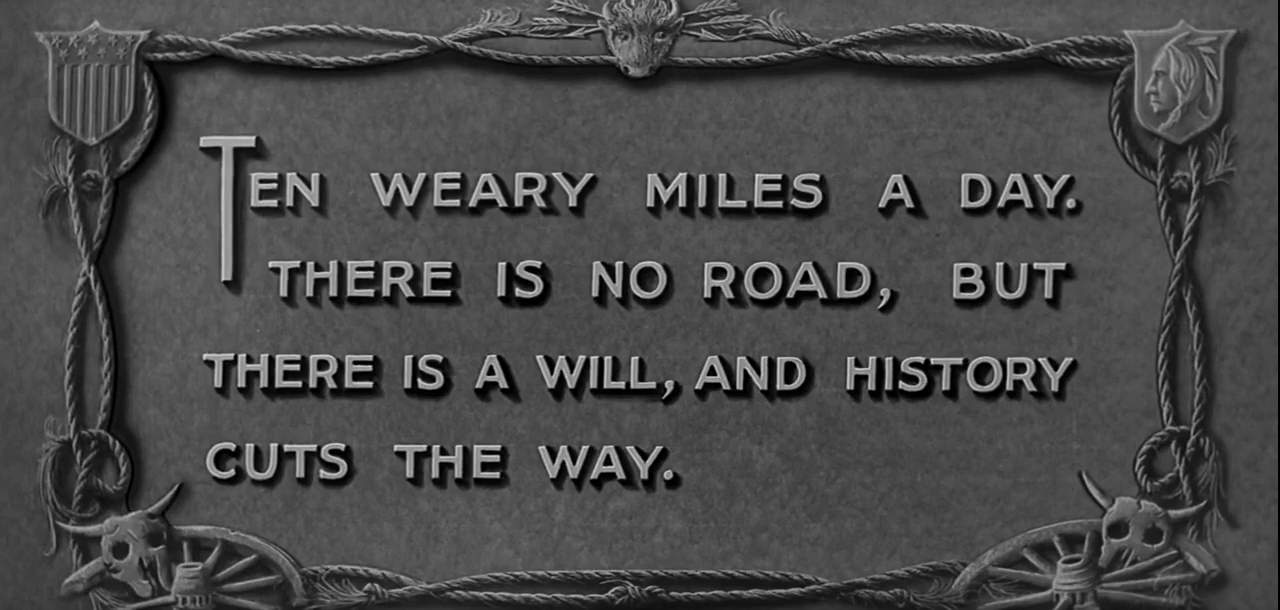 TEN WEARY MILES A DAY.
THERE IS NO ROAD, BUT
THERE IS A WILL, AND HISTORY
CUTS THE WAY.